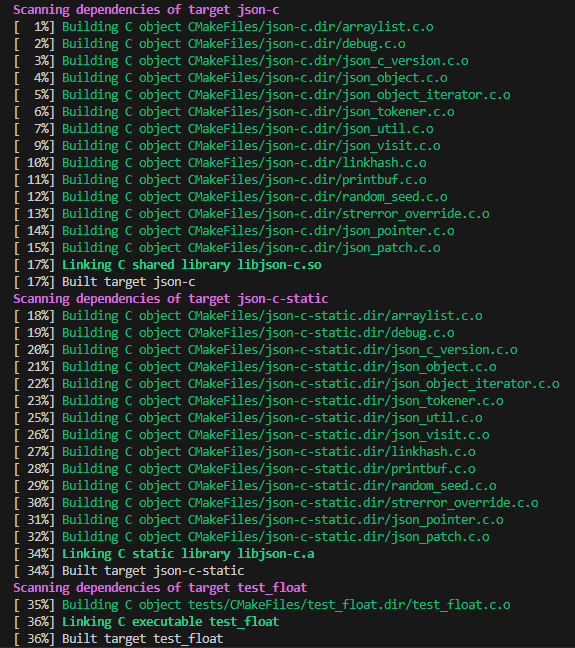 Scanning dependencies of target json-c
[  1%] Building C object CMakeFiles/json-c.dir/arraylist.c.o
[  2%] Building C object CMakeFiles/json-c.dir/debug.c.o
[  3%] Building C object CMakeFiles/json-c.dir/json_c_version.c.o
[  4%] Building C object CMakeFiles/json-c.dir/json_object.c.o
[  5%] Building C object CMakeFiles/json-c.dir/json_object_iterator.c.o
[  6%] Building C object CMakeFiles/json-c.dir/json_tokener.c.o
[  7%] Building C object CMakeFiles/json-c.dir/json_util.c.o
[  9%] Building C object CMakeFiles/json-c.dir/json_visit.c.o
[ 10%] Building C object CMakeFiles/json-c.dir/linkhash.c.o
[ 11%] Building C object CMakeFiles/json-c.dir/printbuf.c.o
[ 12%] Building C object CMakeFiles/json-c.dir/random_seed.c.o
[ 13%] Building C object CMakeFiles/json-c.dir/strerror_override.c.o
[ 14%] Building C object CMakeFiles/json-c.dir/json_pointer.c.o
[ 15%] Building C object CMakeFiles/json-c.dir/json_patch.c.o
[ 17%] Linking C shared library libjson-c.so
[ 17%] Built target json-c
Scanning dependencies of target json-c-static
[ 18%] Building C object CMakeFiles/json-c-static.dir/arraylist.c.o
[ 19%] Building C object CMakeFiles/json-c-static.dir/debug.c.o
[ 20%] Building C object CMakeFiles/json-c-static.dir/json_c_version.c.o
[ 21%] Building C object CMakeFiles/json-c-static.dir/json_object.c.o
[ 22%] Building C object CMakeFiles/json-c-static.dir/json_object_iterator.c.o
[ 23%] Building C object CMakeFiles/json-c-static.dir/json_tokener.c.o
[ 25%] Building C object CMakeFiles/json-c-static.dir/json_util.c.o
[ 26%] Building C object CMakeFiles/json-c-static.dir/json_visit.c.o
[ 27%] Building C object CMakeFiles/json-c-static.dir/linkhash.c.o
[ 28%] Building C object CMakeFiles/json-c-static.dir/printbuf.c.o
[ 29%] Building C object CMakeFiles/json-c-static.dir/random_seed.c.o
[ 30%] Building C object CMakeFiles/json-c-static.dir/strerror_override.c.o
[ 31%] Building C object CMakeFiles/json-c-static.dir/json_pointer.c.o
[ 32%] Building C object CMakeFiles/json-c-static.dir/json_patch.c.o
[ 34%] Linking C static library libjson-c.a
[ 34%] Built target json-c-static
Scanning dependencies of target test_float
[ 35%] Building C object tests/CMakeFiles/test_float.dir/test_float.c.o
[ 36%] Linking C executable test_float
[ 36%] Built target test_float